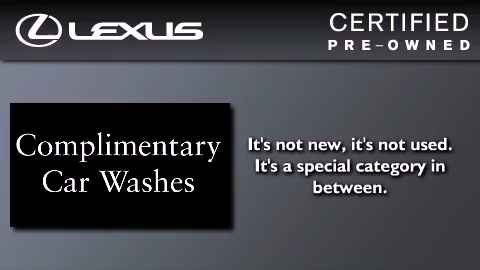 LEXUS
CERTIFIED
PRE-OWNED
Complimentary
Car Washes
It's not new, it's not used.
It's a special category in
between.